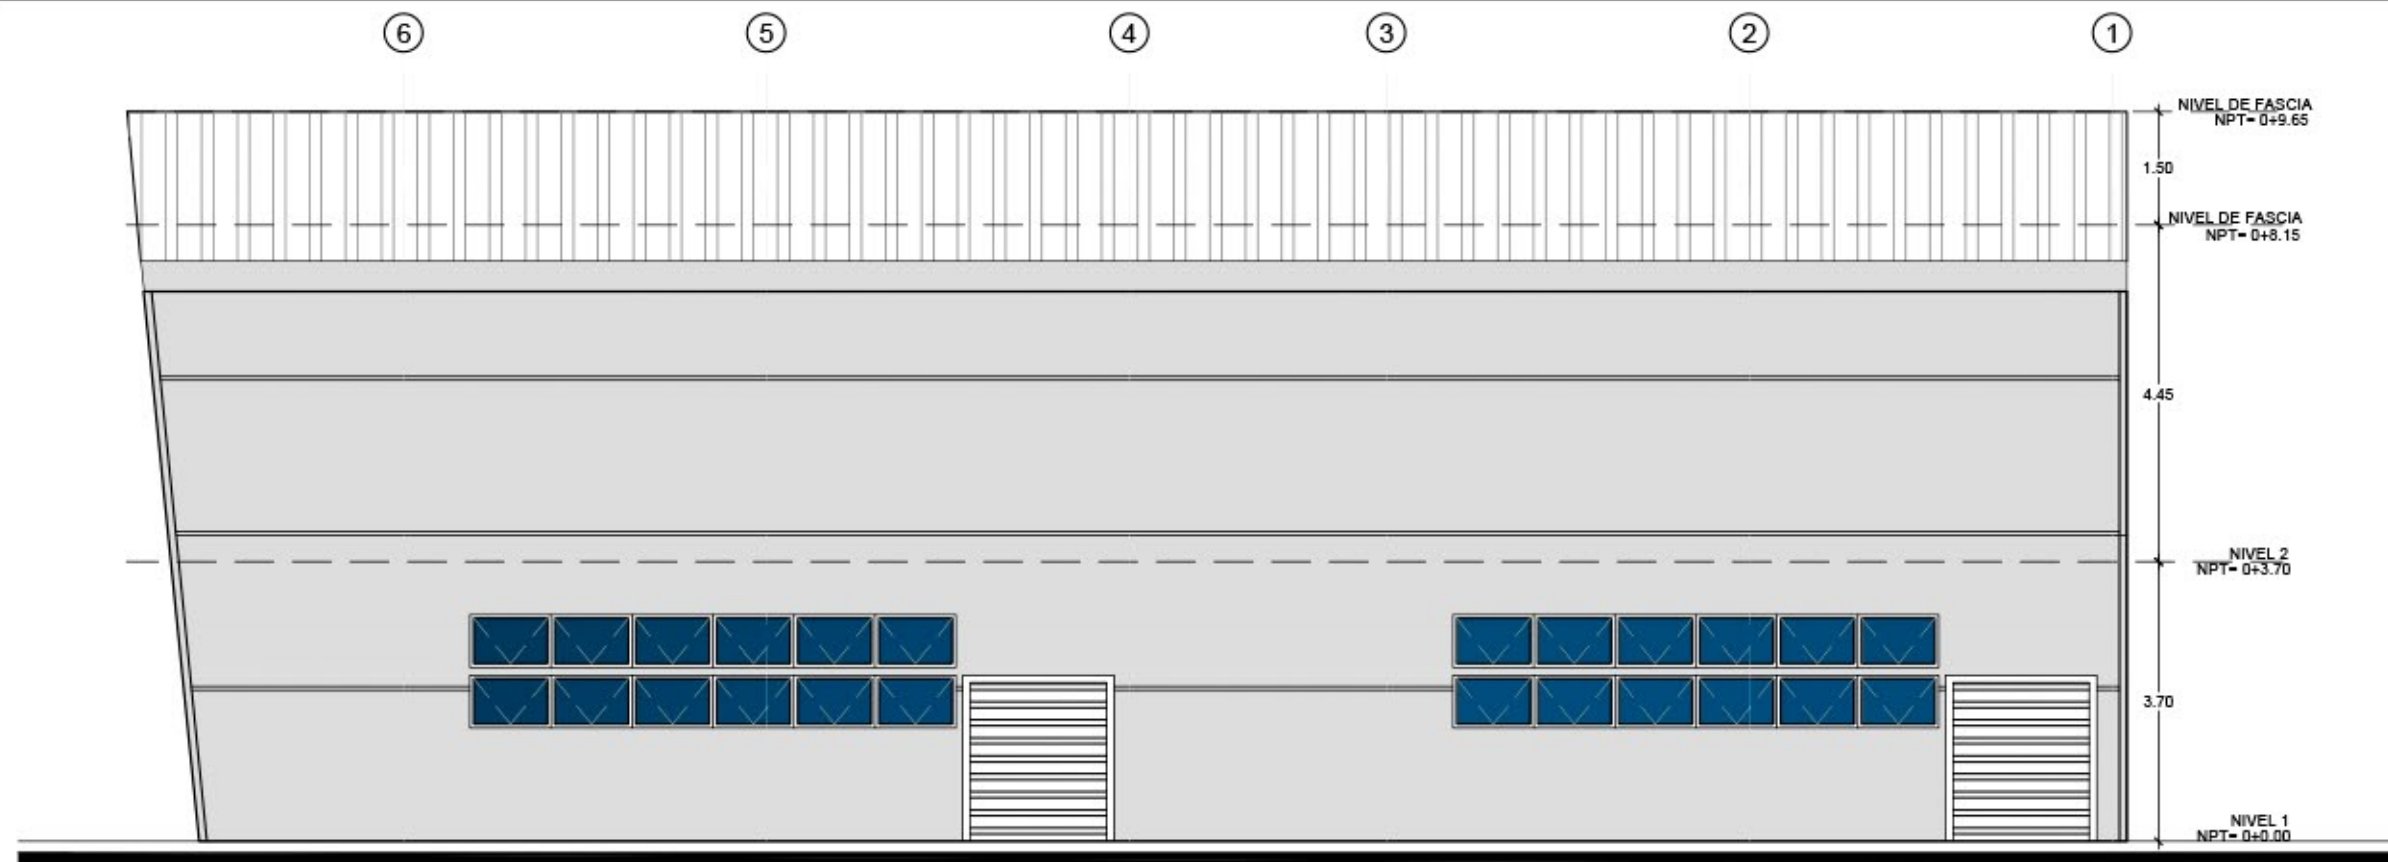 6 5 4 3 2 1
NIVEL DE FASCIA
NPT= 0+9.65
1.50
NIVEL DE FASCIA
NPT= 0+8.15
4.45
NIVEL 2
NPT= 0+3.70
3.70
NIVEL 1
NPT= 0+0.00